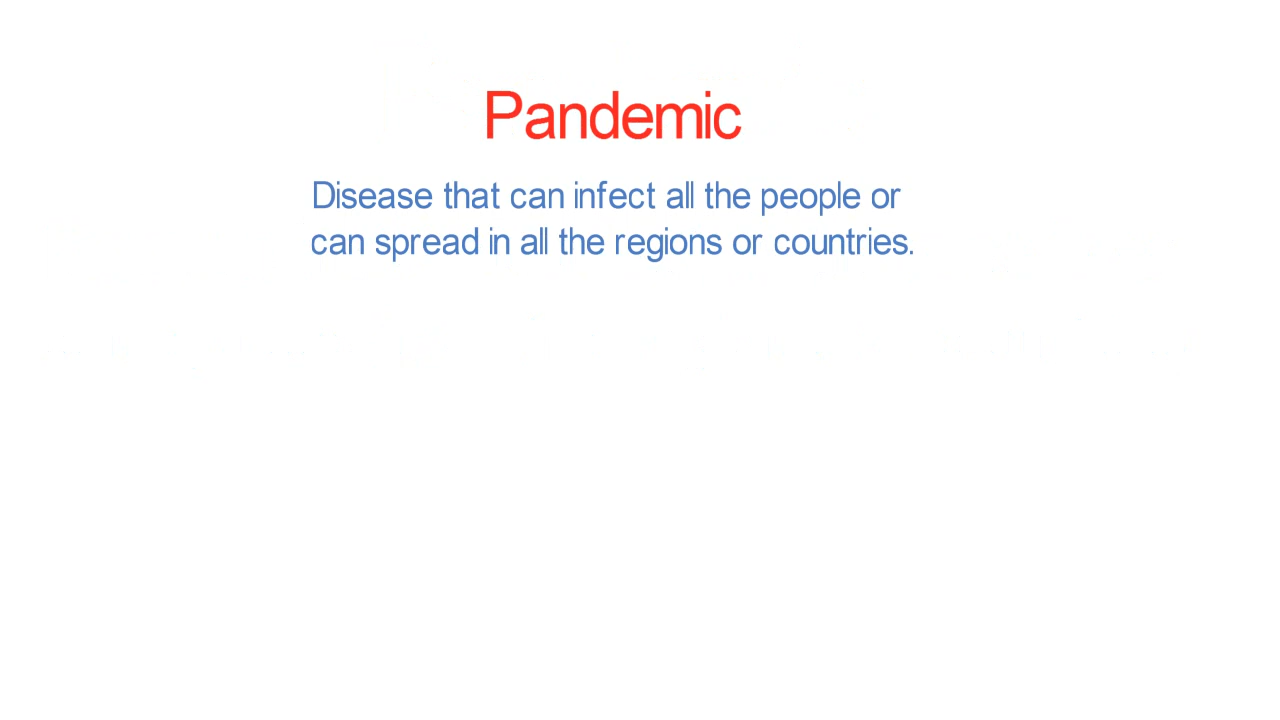 Pandemic
Disease that can infect all the people or
can spread in all the regions or countries.